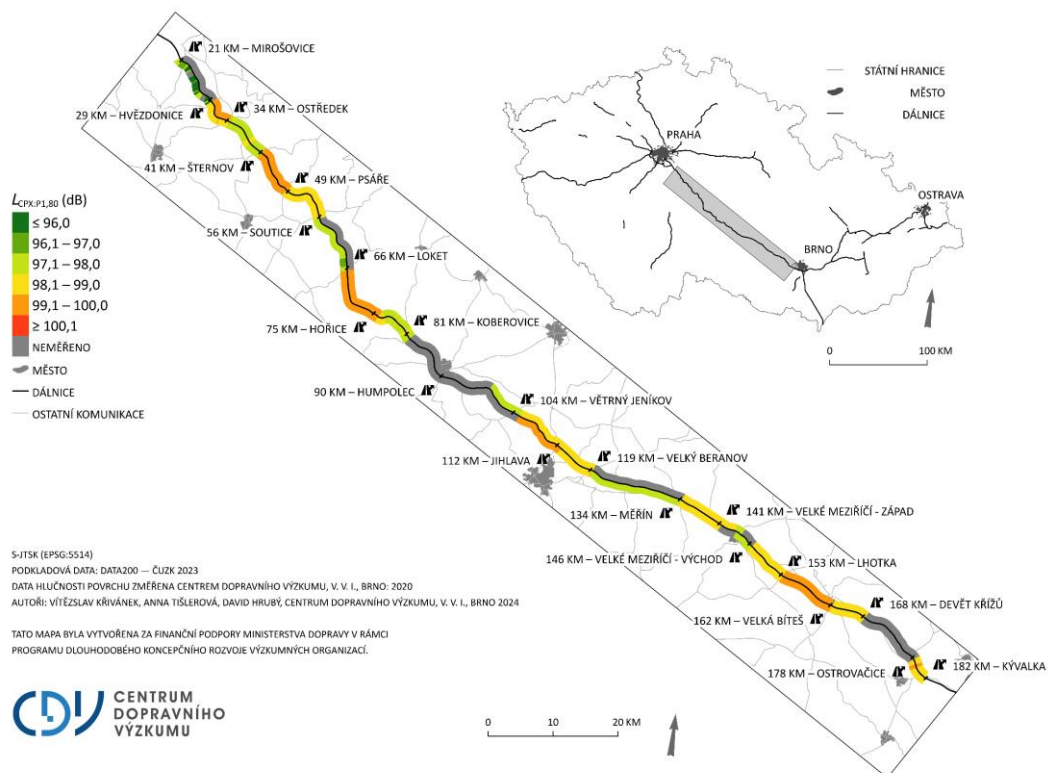 21 KM – MIROŠOVICE
29 KM – HVĚZDONICE
34 KM – OSTŘEDEK
41 KM – ŠTERNOV
49 KM – PSÁŘE
56 KM – SOUTICE
66 KM – LOKET
75 KM – HOŘICE
81 KM – KOBEROVICE
90 KM – HUMPOLEC
104 KM – VĚTRNÝ JENÍKOV
112 KM – JIHLAVA
119 KM – VELKÝ BERANOV
134 KM – MĚŘÍN
141 KM – VELKÉ MEZIŘÍČÍ - ZÁPAD
146 KM – VELKÉ MEZIŘÍČÍ - VÝCHOD
153 KM – LHOTKA
162 KM – VELKÁ BÍTEŠ
168 KM – DEVĚT KŘÍŽŮ
178 KM – OSTROVAČICE
182 KM – KÝVALKA
STÁTNÍ HRANICE
MĚSTO
DÁLNICE
PRAHA
OSTRAVA
BRNO
0 100 KM
LCPX:P1,80 (dB)
≤ 96,0
96,1 – 97,0
97,1 – 98,0
98,1 – 99,0
99,1 – 100,0
≥ 100,1
NEMĚŘENO
MĚSTO
DÁLNICE
OSTATNÍ KOMUNIKACE
S-JTSK (EPSG:5514)
PODKLADOVÁ DATA: DATA200 — ČUZK 2023
DATA HLUČNOSTI POVRCHU ZMĚŘENA CENTREM DOPRAVNÍHO VÝZKUMU, V. V. I., BRNO: 2020
AUTOŘI: VÍTĚZSLAV KŘIVÁNEK, ANNA TIŠLEROVÁ, DAVID HRUBÝ, CENTRUM DOPRAVNÍHO VÝZKUMU, V. V. I., BRNO 2024
TATO MAPA BYLA VYTVOŘENA ZA FINANČNÍ PODPORY MINISTERSTVA DOPRAVY V RÁMCI
PROGRAMU DLOUHODOBÉHO KONCEPČNÍHO ROZVOJE VÝZKUMNÝCH ORGANIZACÍ.
CDV
CENTRUM
DOPRAVNÍHO
VÝZKUMU
0 10 20 KM